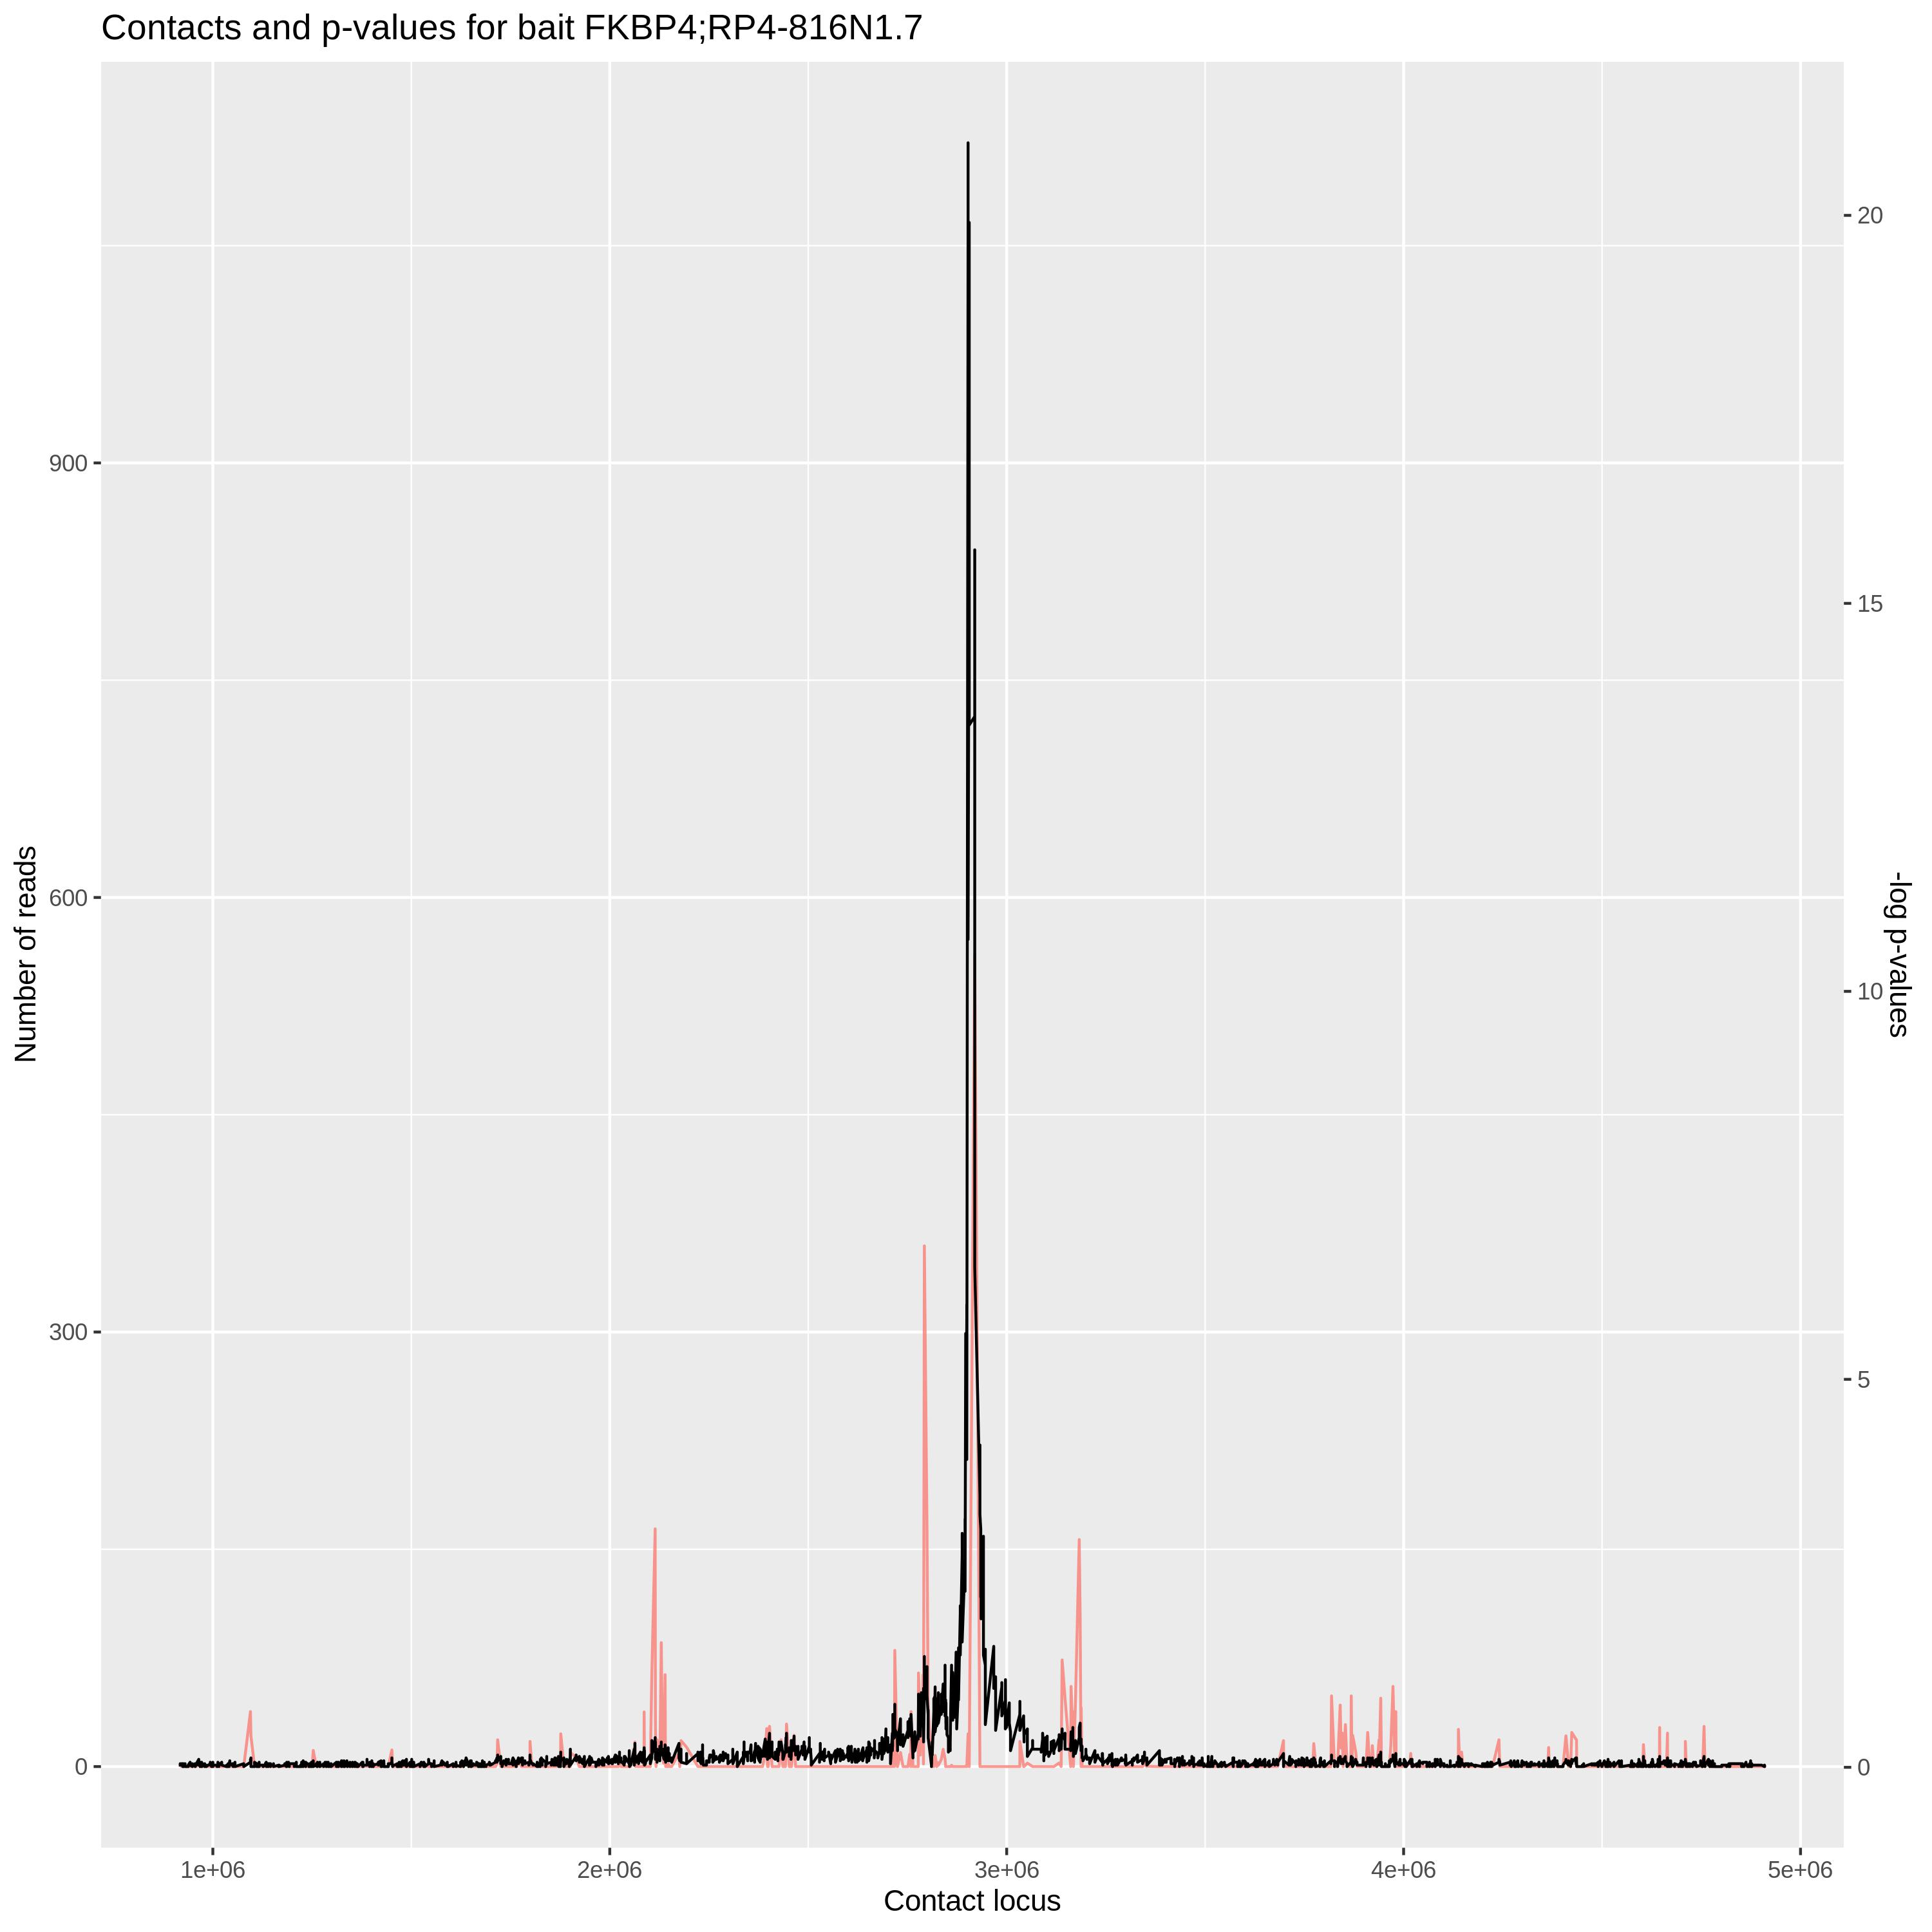 Contacts and p-values for bait FKBP4;RP4-816N1.7
Number of reads
900
600
300
0
20
15
10
5
0
-log p-values
1e+06
2e+06
3e+06
4e+06
5e+06
Contact locus